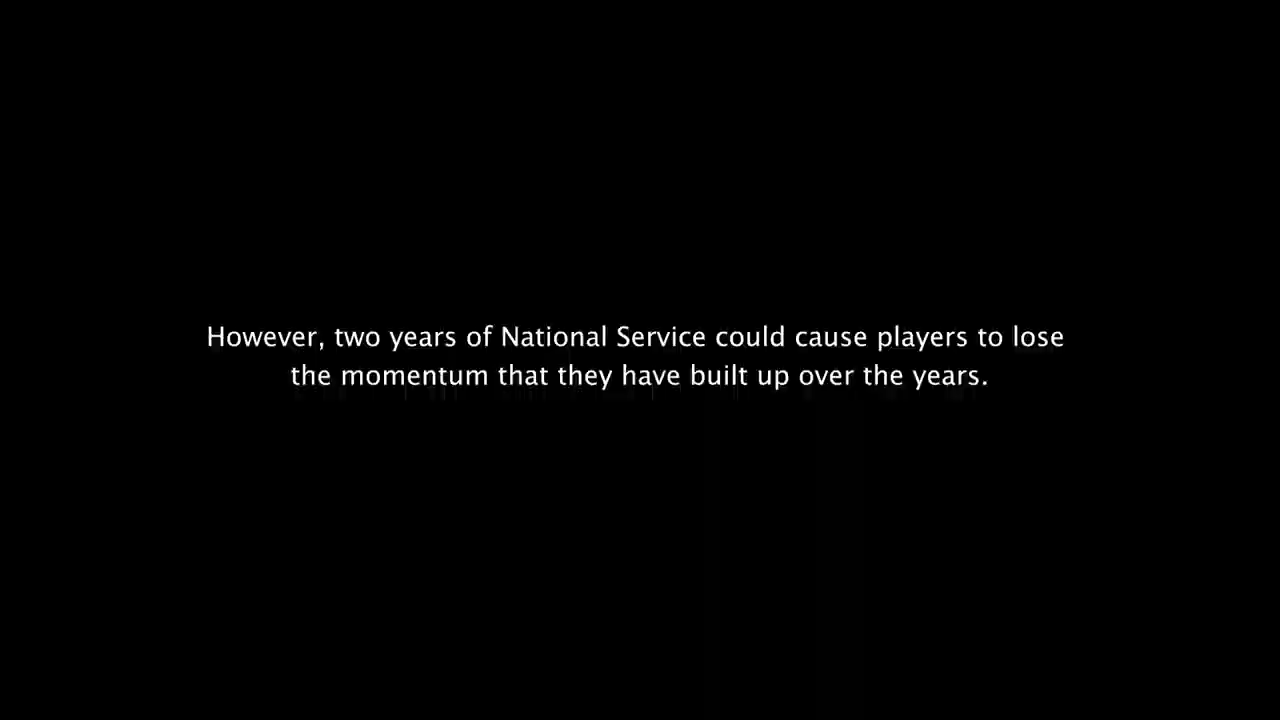 However, two years of National Service could cause players to lose
the momentum that they have built up over the years.